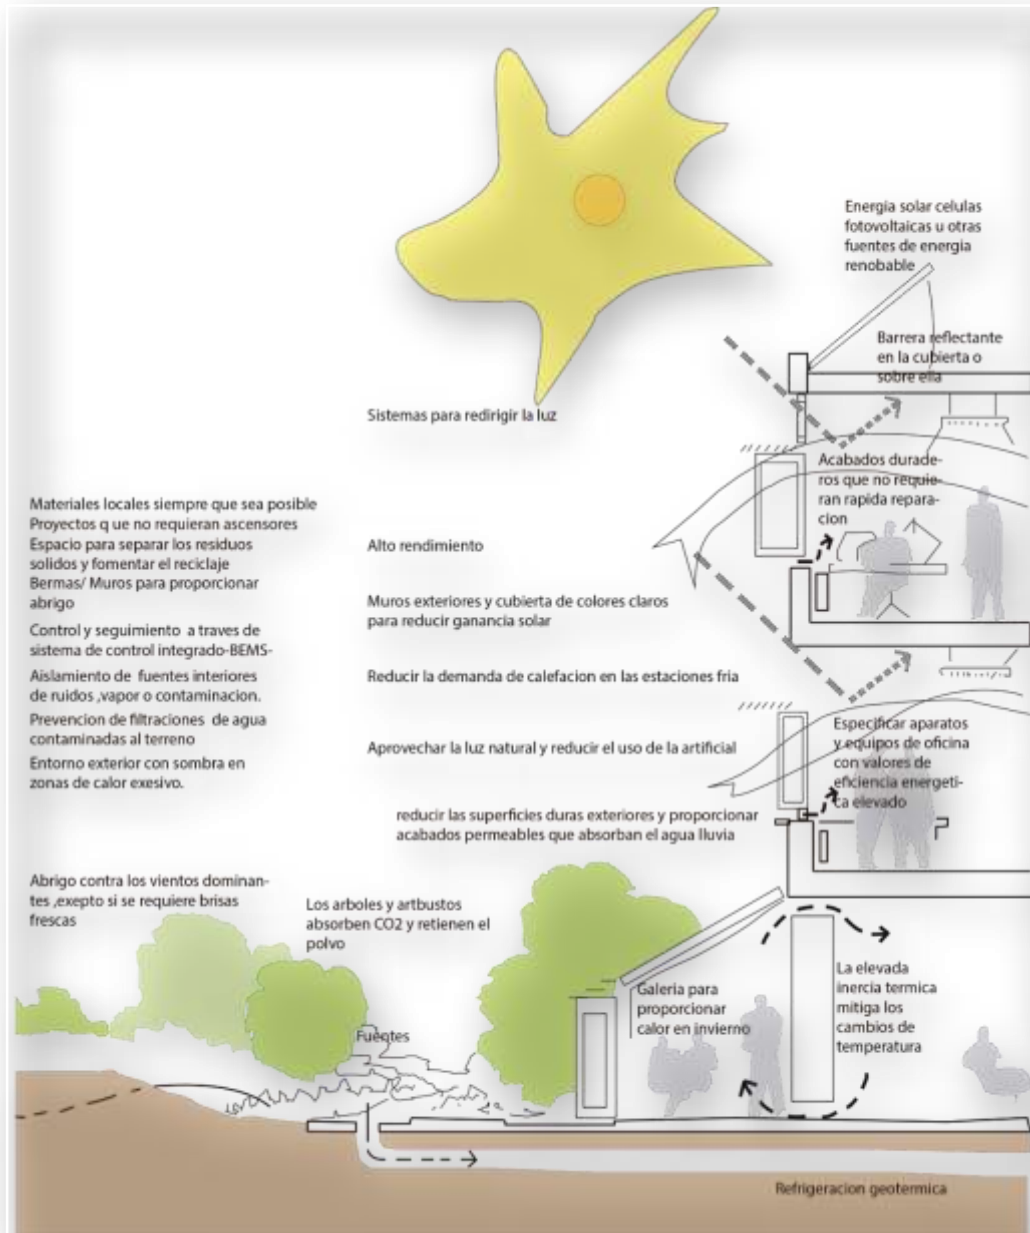 Energia solar celulas
fotovoltaicas u otras
fuentes de energia
renobable
Barrera reflectante
en la cubierta o
sobre ella
Sistemas para redirigir la luz
Acabados durade-
ros que no requie-
ran rapida repara-
cion
Materiales locales siempre que sea posible
Proyectos q ue no requieran ascensores
Espacio para separar los residuos
solidos y fomentar el reciclaje
Bermas/ Muros para proporcionar
abrigo
Control y seguimiento a traves de
sistema de control integrado-BEMS-
Aislamiento de fuentes interiores
de ruidos ,vapor o contaminacion.
Prevencion de filtraciones de agua
contaminadas al terreno
Entorno exterior con sombra en
zonas de calor exesivo.
Alto rendimiento
Muros exteriores y cubierta de colores claros
para reducir ganancia solar
Reducir la demanda de calefacion en las estaciones fria
Aprovechar la luz natural y reducir el uso de la artificial
reducir las superficies duras exteriores y proporcionar
acabados permeables que absorban el agua lluvia
Especificar aparatos
y equipos de oficina
con valores de
eficiencia energeti-
ca elevado
Abrigo contra los vientos dominan-
tes ,exepto si se requiere brisas
frescas
Los arboles y artbustos
absorben CO2 y retienen el
polvo
Fuentes
Galeria para
proporcionar
calor en invierno
La elevada
inercia termica
mitiga los
cambios de
temperatura
Refrigeracion geotermica